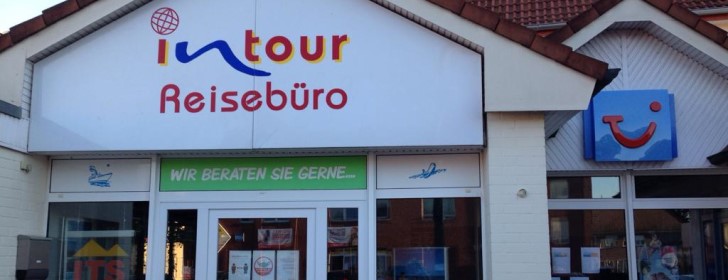 intour
Reisebüro
WIR BERATEN SIE GERNE...
ITS